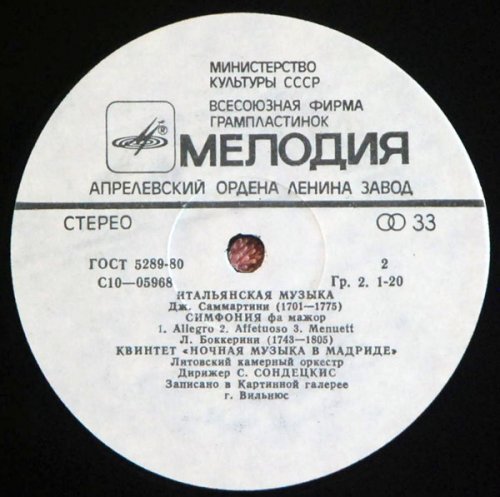 МИНИСТЕРСТВО
КУЛЬТУРЫ СССР
ВСЕСОЮЗНАЯ ФИРМА
ГРАМПЛАСТИНОК
МЕЛОДИЯ
АПРЕЛЕВСКИЙ ОРДЕНА ЛЕНИНА ЗАВОД
СТЕРЕО 33
ГОСТ 5289-80 2
С10—05968 Гр. 2. 1-20
ИТАЛЬЯНСКАЯ МУЗЫКА
Дж. Саммартини (1701—1775)
СИМФОНИЯ фа мажор
1. Allegro 2. Affetuoso 3. Menuett
Л. Боккерини (1743—1805)
КВИНТЕТ «НОЧНАЯ МУЗЫКА В МАДРИДЕ»
Литовский камерный оркестр
Дирижер С. СОНДЕЦКИС
Записано в Картинной галерее
г. Вильнюс